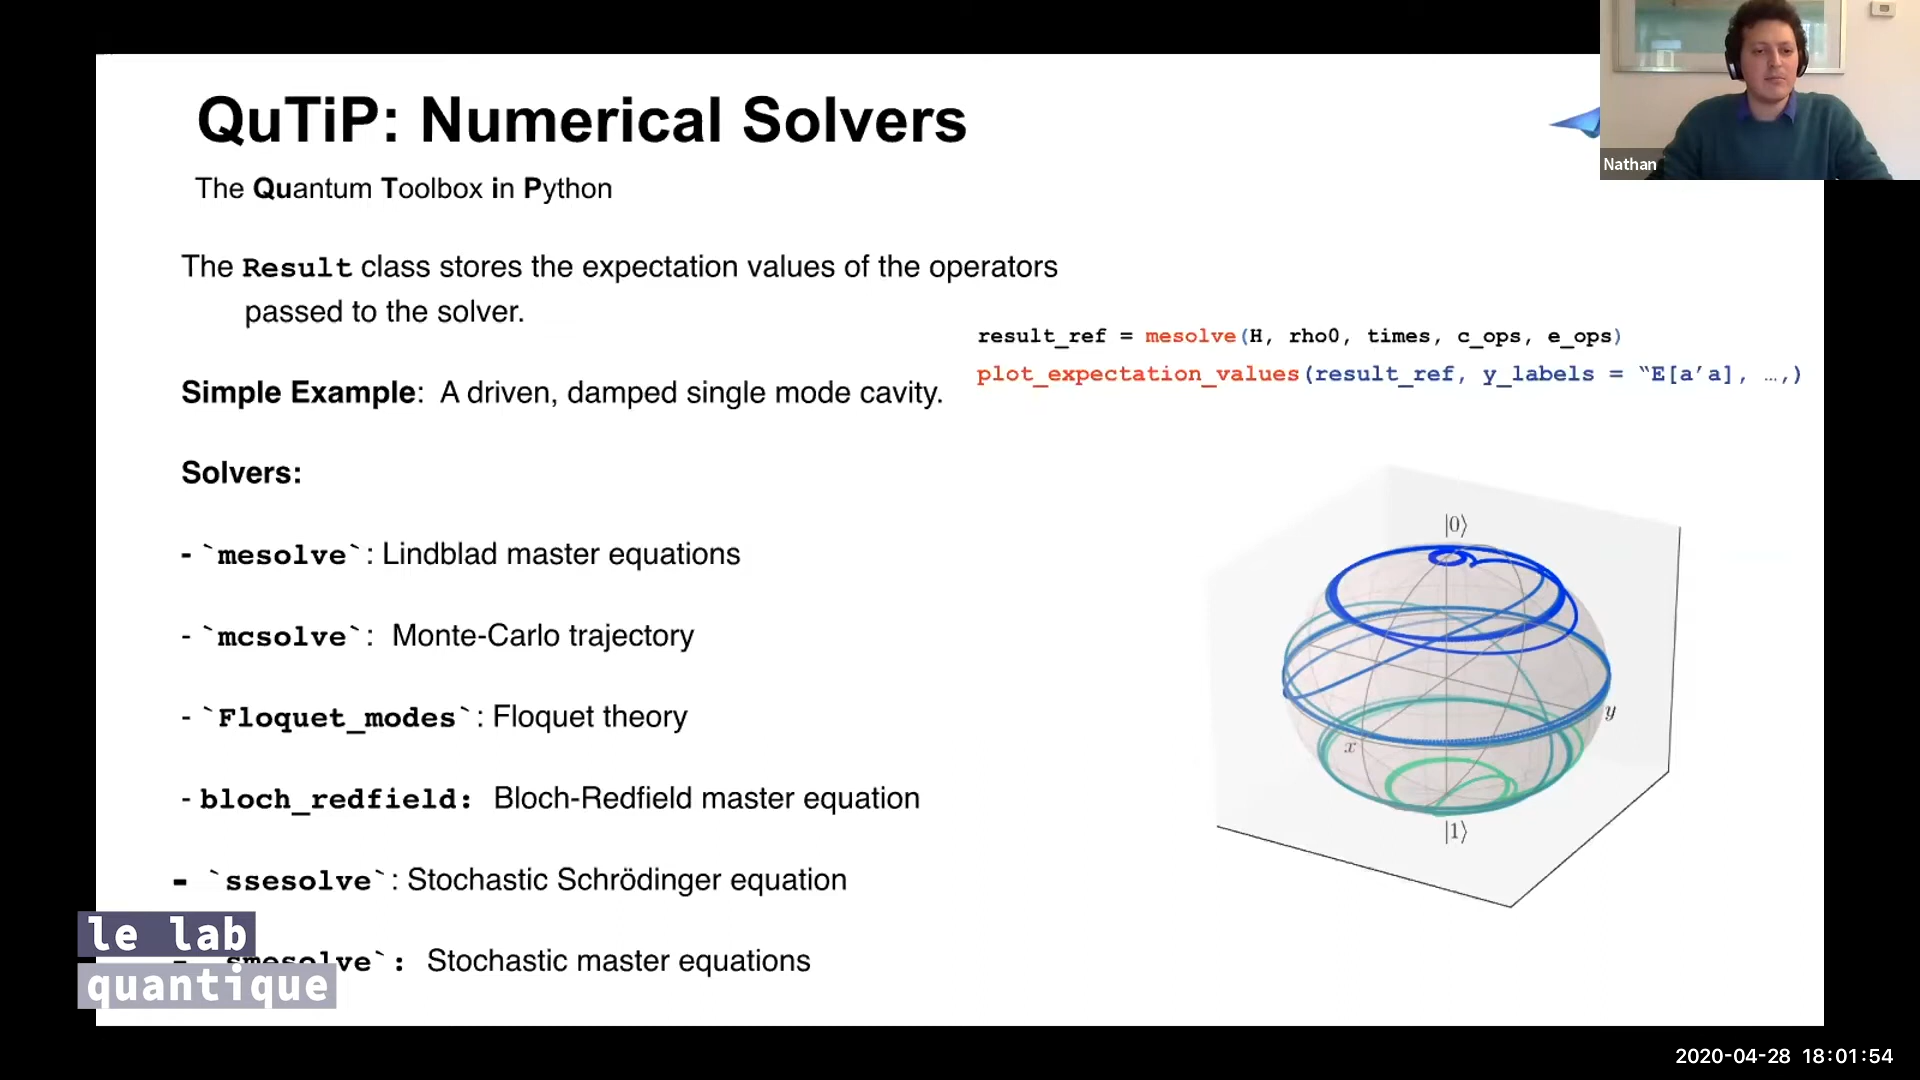 QuTiP: Numerical Solvers
The Quantum Toolbox in Python
Nathan
The Result class stores the expectation values of the operators
passed to the solver.
result_ref = mesolve(H, rho0, times, c_ops, e_ops)
plot_expectation_values(result_ref, y_labels = “E[a’a], …,)
Simple Example: A driven, damped single mode cavity.
Solvers:
- `mesolve`: Lindblad master equations
- `mcsolve`: Monte-Carlo trajectory
- `Floquet_modes`: Floquet theory
- bloch_redfield: Bloch-Redfield master equation
- `ssesolve`: Stochastic Schrödinger equation
- `smesolve`: Stochastic master equations
|0⟩
y
x
|1⟩
le lab
quantique
2020-04-28 18:01:54